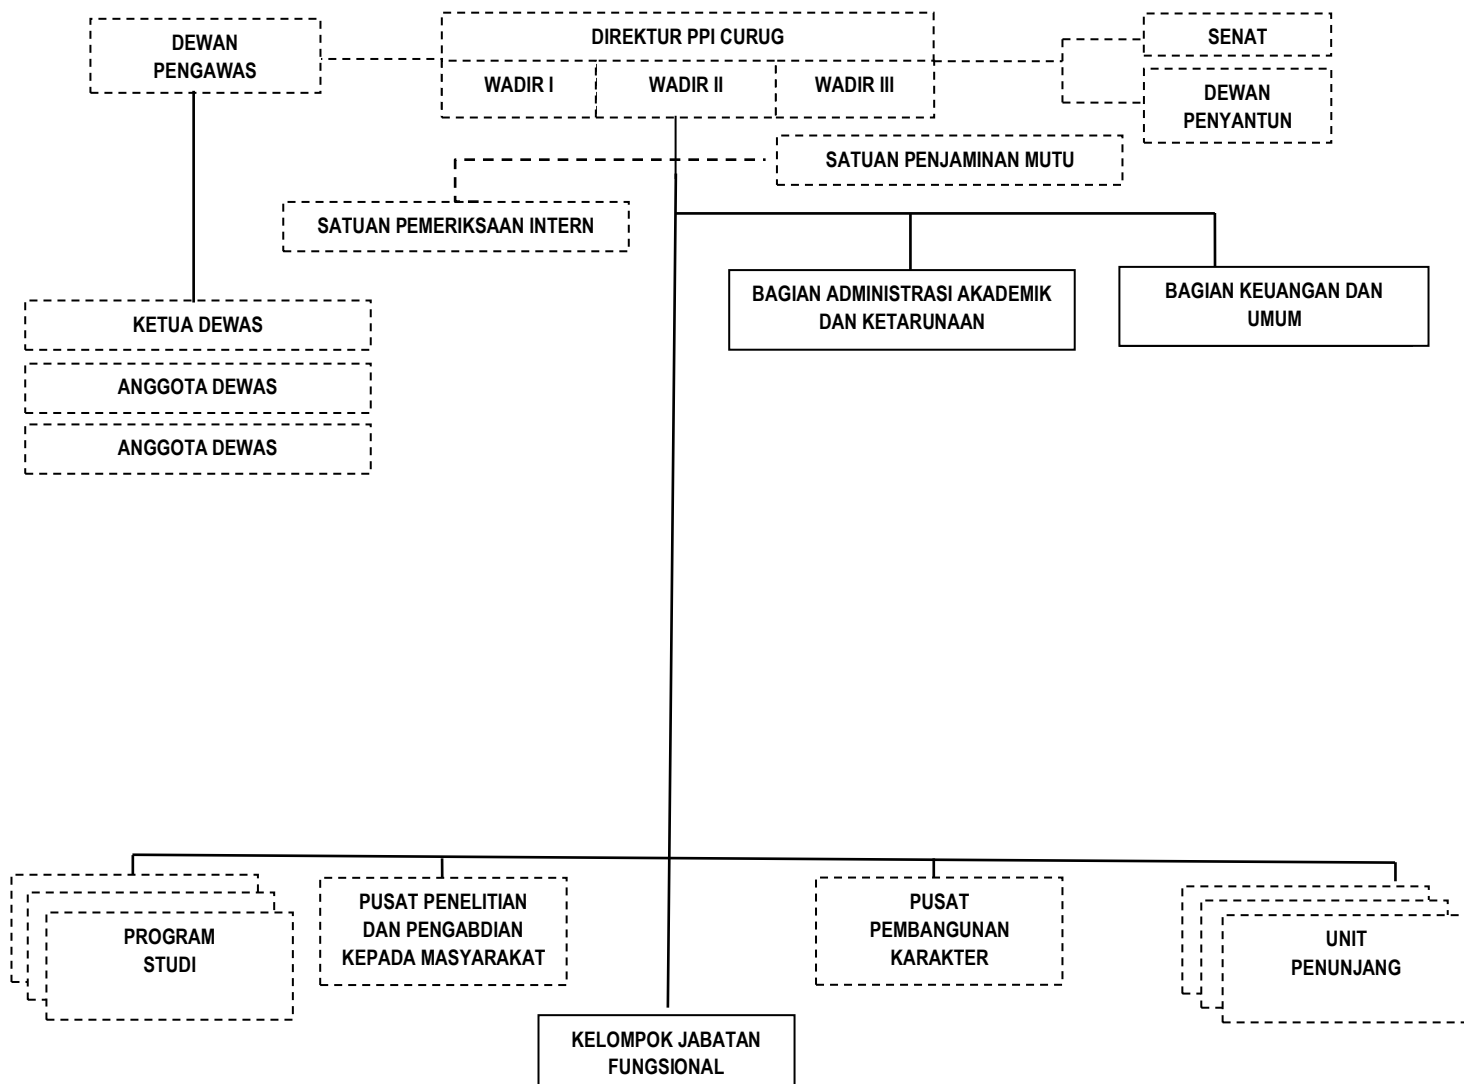 DEWAN
PENGAWAS
DIREKTUR PPI CURUG
WADIR I
WADIR II
WADIR III
SENAT
DEWAN
PENYANTUN
SATUAN PENJAMINAN MUTU
SATUAN PEMERIKSAAN INTERN
BAGIAN ADMINISTRASI AKADEMIK
DAN KETARUNAAN
BAGIAN KEUANGAN DAN
UMUM
KETUA DEWAS
ANGGOTA DEWAS
ANGGOTA DEWAS
PROGRAM
STUDI
PUSAT PENELITIAN
DAN PENGABDIAN
KEPADA MASYARAKAT
PUSAT
PEMBANGUNAN
KARAKTER
UNIT
PENUNJANG
KELOMPOK JABATAN
FUNGSIONAL